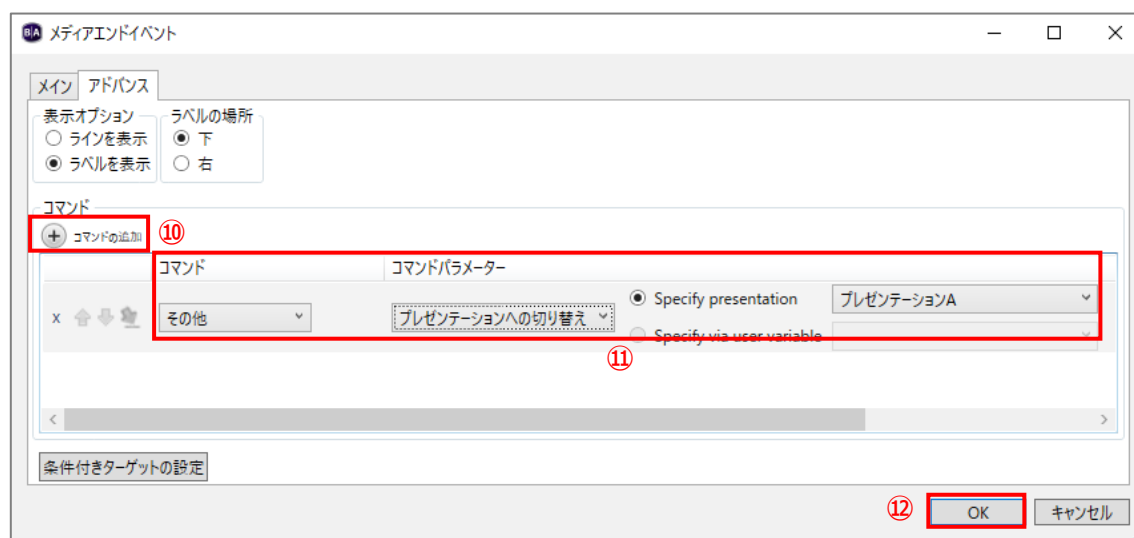 B|A メディアエンドイベント
メイン アドバンス
表示オプション ラベルの場所
ラインを表示 下
ラベルを表示 右
コマンド
コマンドの追加 ⑩
コマンド コマンドパラメーター
x その他 プレゼンテーションへの切り替え Specify presentation プレゼンテーションA
Specify via user variable
⑪
条件付きターゲットの設定
⑫ OK キャンセル